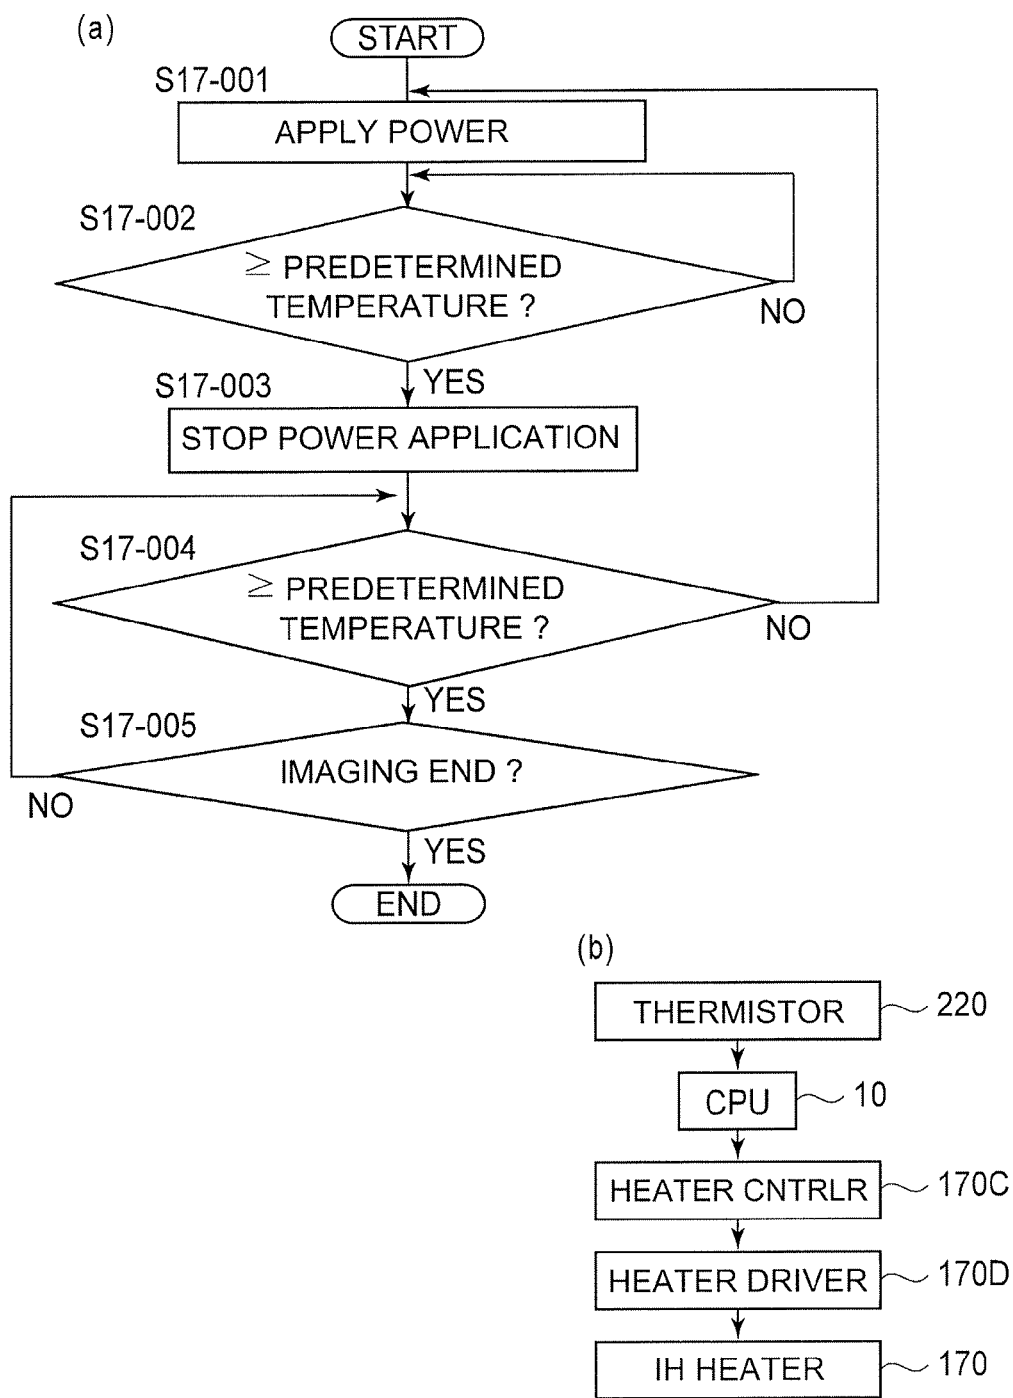 (a)
START
S17-001
APPLY POWER
S17-002
≥ PREDETERMINED
TEMPERATURE ?
NO
YES
S17-003
STOP POWER APPLICATION
S17-004
≥ PREDETERMINED
TEMPERATURE ?
NO
YES
S17-005
IMAGING END ?
NO
YES
END
(b)
THERMISTOR 220
CPU 10
HEATER CNTRLR 170C
HEATER DRIVER 170D
IH HEATER 170